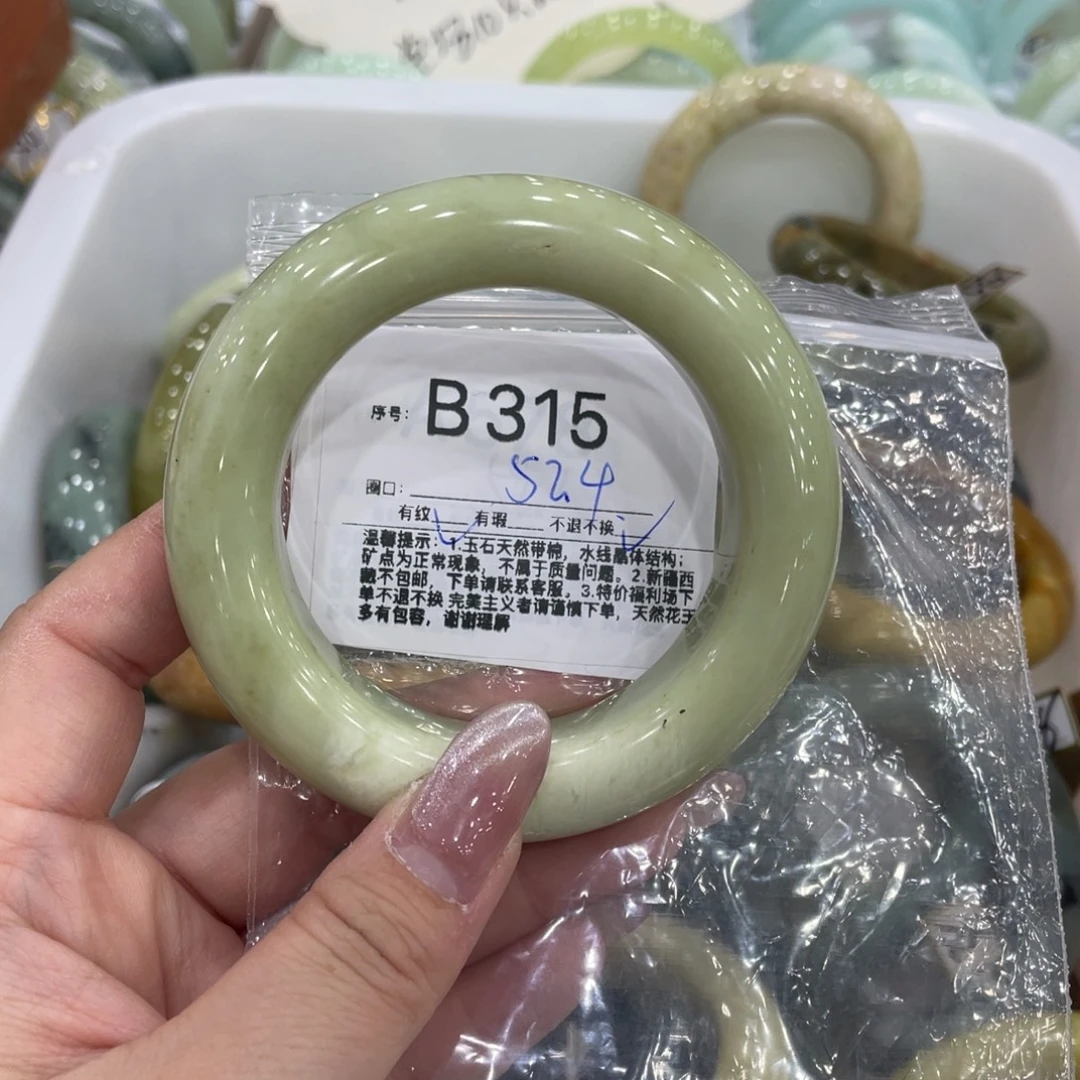 序号: B 315
圈口: 52.4
有纹 ✓ 有瑕 不退不换 ✓
温馨提示: 1.玉石天然带棉, 水线晶体结构;
矿点为正常现象, 不属于质量问题。2.新疆西
藏不包邮, 下单请联系客服。3.特价福利场下
单不退不换 完美主义者请谨慎下单, 天然花玉
多有包容, 谢谢理解